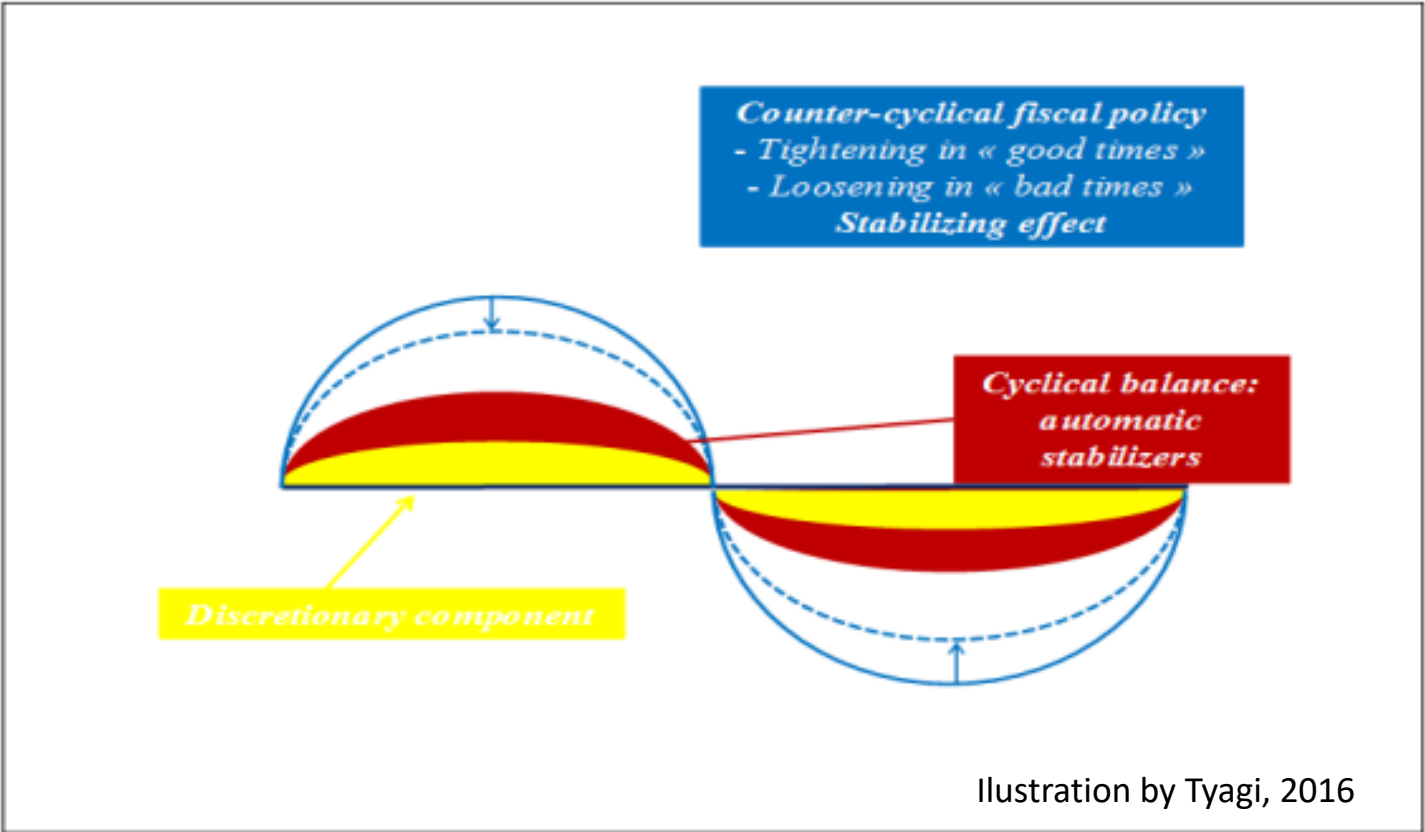 Counter-cyclical fiscal policy
- Tightening in « good times »
- Loosening in « bad times »
Stabilizing effect
Cyclical balance:
automatic
stabilizers
Discretionary component
Ilustration by Tyagi, 2016